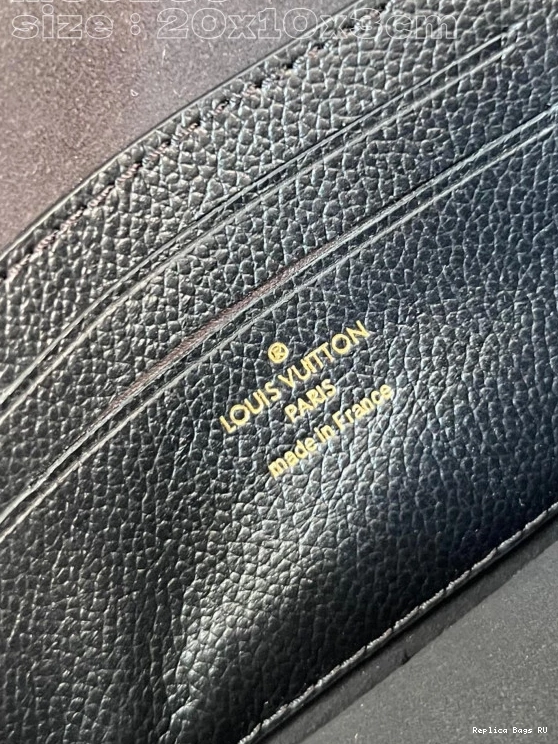 size : 20x10x3cm
®
LOUIS VUITTON
PARIS
made in France
Replica Bags RU